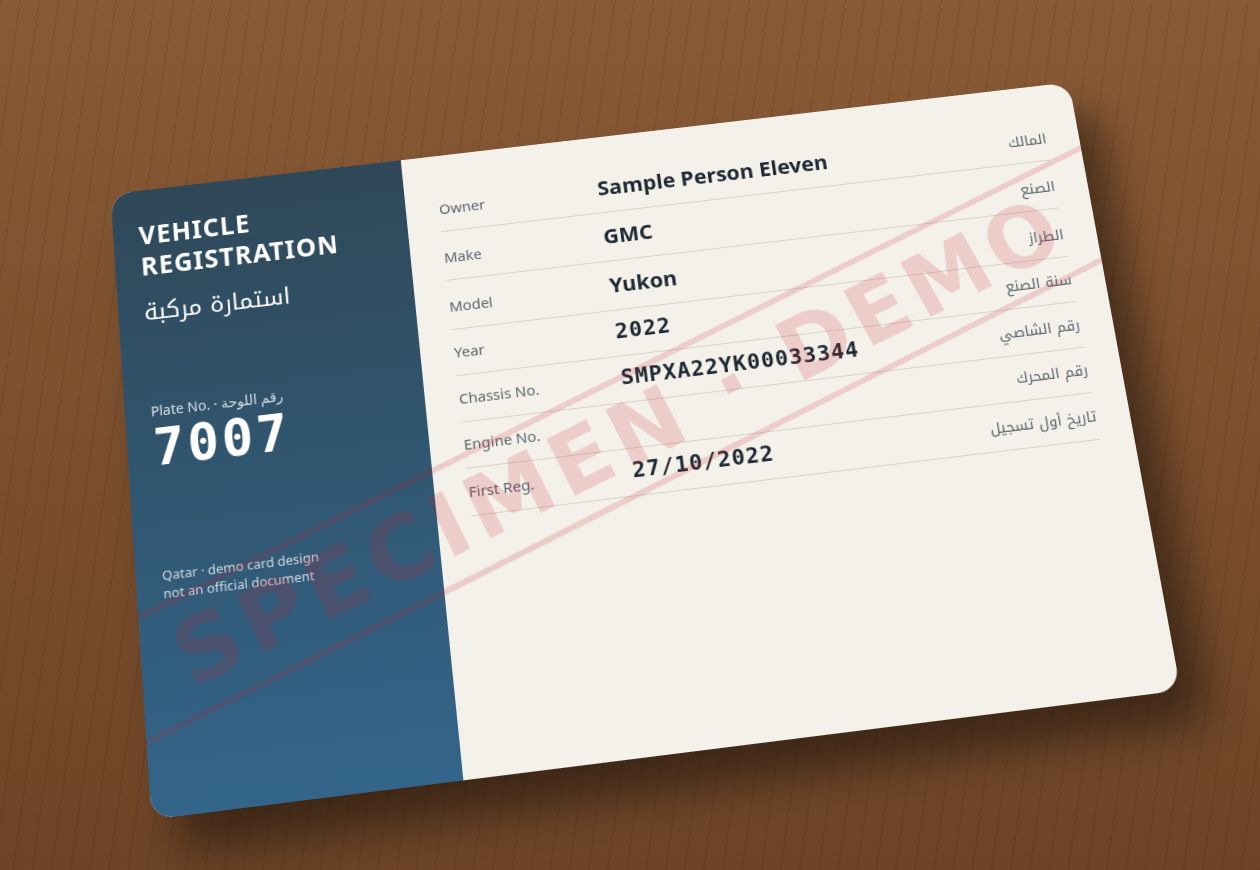 VEHICLE
REGISTRATION
استمارة مركبة
Plate No. · رقم اللوحة
7007
Qatar · demo card design
not an official document
Owner Sample Person Eleven المالك
Make GMC الصنع
Model Yukon الطراز
Year 2022 سنة الصنع
Chassis No. SMPXA22YK00033344 رقم الشاصي
Engine No. رقم المحرك
First Reg. 27/10/2022 تاريخ أول تسجيل
SPECIMEN · DEMO